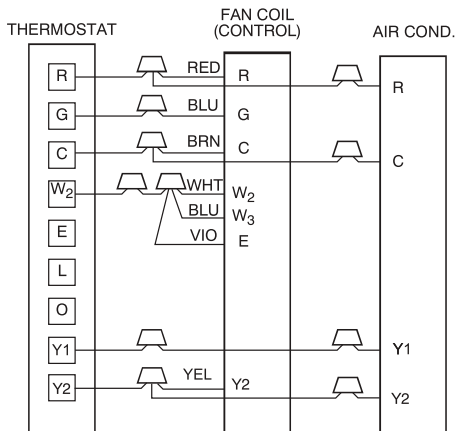 THERMOSTAT
FAN COIL
(CONTROL)
AIR COND.
R
RED
R
R
G
BLU
G
C
BRN
C
C
W2
WHT
W2
BLU
W3
E
VIO
E
L
O
Y1
Y1
Y2
YEL
Y2
Y2